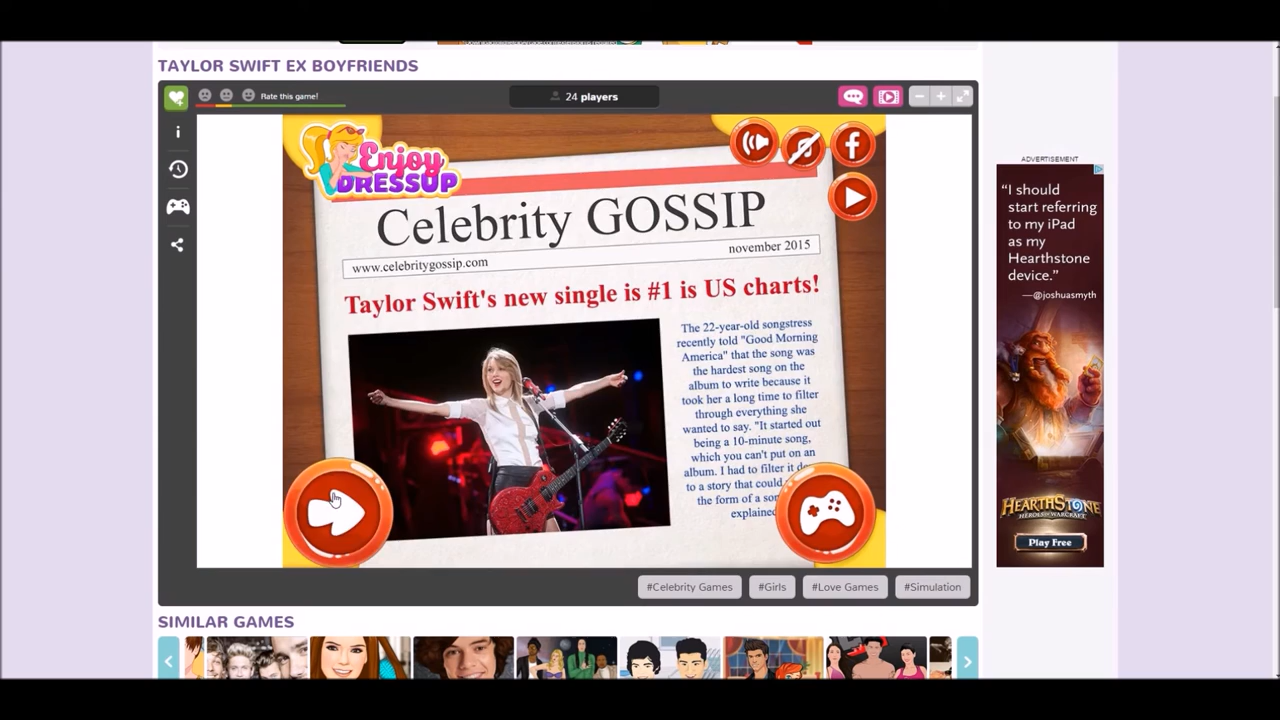 TAYLOR SWIFT EX BOYFRIENDS
Rate this game!
24 players
Enjoy
DRESSUP
Celebrity GOSSIP
www.celebritygossip.com
november 2015
Taylor Swift's new single is #1 is US charts!
The 22-year-old songstress
recently told "Good Morning
America" that the song was
the hardest song on the
album to write because it
took her a long time to filter
through everything she
wanted to say. "It started out
being a 10-minute song,
which you can't put on an
album. I had to filter it
to a story that could
the form of a
explained
#Celebrity Games
#Girls
#Love Games
#Simulation
SIMILAR GAMES
ADVERTISEMENT
"I should
start referring
to my iPad
as my
Hearthstone
device."
—@joshuasmyth
HEARTHSTONE
HEROES OF WARCRAFT
Play Free